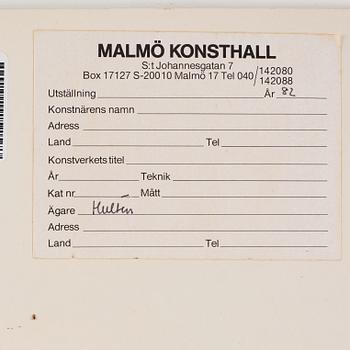 MALMÖ KONSTHALL
S:t Johannesgatan 7
Box 17127 S-20010 Malmö 17 Tel 040/142080
/142088
Utställning År 82
Konstnärens namn
Adress
Land Tel
Konstverkets titel
År Teknik
Kat nr – Mått
Ägare Hultén
Adress
Land Tel